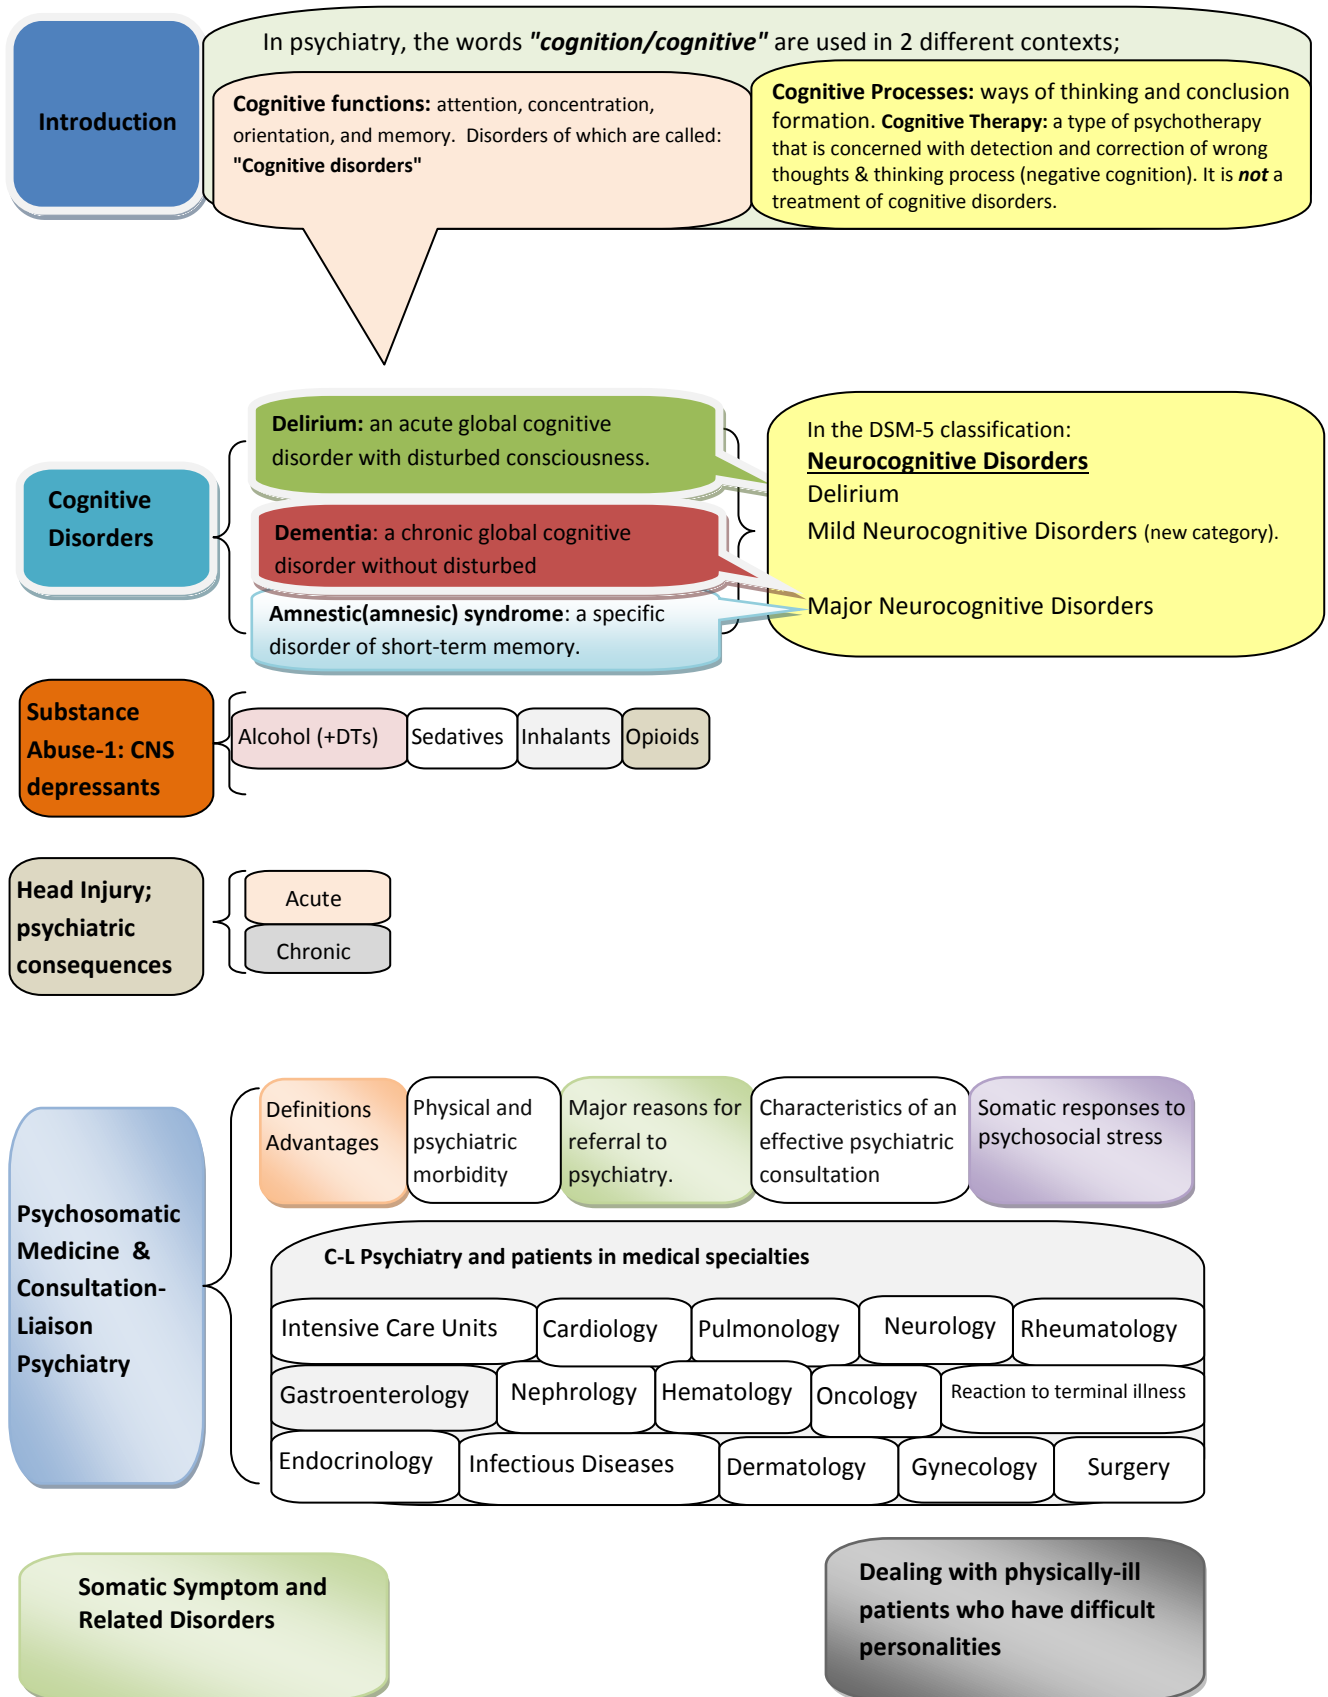 Introduction
In psychiatry, the words "cognition/cognitive" are used in 2 different contexts;
Cognitive functions: attention, concentration,
orientation, and memory. Disorders of which are called:
"Cognitive disorders"
Cognitive Processes: ways of thinking and conclusion
formation. Cognitive Therapy: a type of psychotherapy
that is concerned with detection and correction of wrong
thoughts & thinking process (negative cognition). It is not a
treatment of cognitive disorders.
Cognitive
Disorders
Delirium: an acute global cognitive
disorder with disturbed consciousness.
Dementia: a chronic global cognitive
disorder without disturbed
Amnestic(amnesic) syndrome: a specific
disorder of short-term memory.
In the DSM-5 classification:
Neurocognitive Disorders
Delirium
Mild Neurocognitive Disorders (new category).
Major Neurocognitive Disorders
Substance
Abuse-1: CNS
depressants
Alcohol (+DTs)
Sedatives
Inhalants
Opioids
Head Injury;
psychiatric
consequences
Acute
Chronic
Psychosomatic
Medicine &
Consultation-
Liaison
Psychiatry
Definitions
Advantages
Physical and
psychiatric
morbidity
Major reasons for
referral to
psychiatry.
Characteristics of an
effective psychiatric
consultation
Somatic responses to
psychosocial stress
C-L Psychiatry and patients in medical specialties
Intensive Care Units
Cardiology
Pulmonology
Neurology
Rheumatology
Gastroenterology
Nephrology
Hematology
Oncology
Reaction to terminal illness
Endocrinology
Infectious Diseases
Dermatology
Gynecology
Surgery
Somatic Symptom and
Related Disorders
Dealing with physically-ill
patients who have difficult
personalities